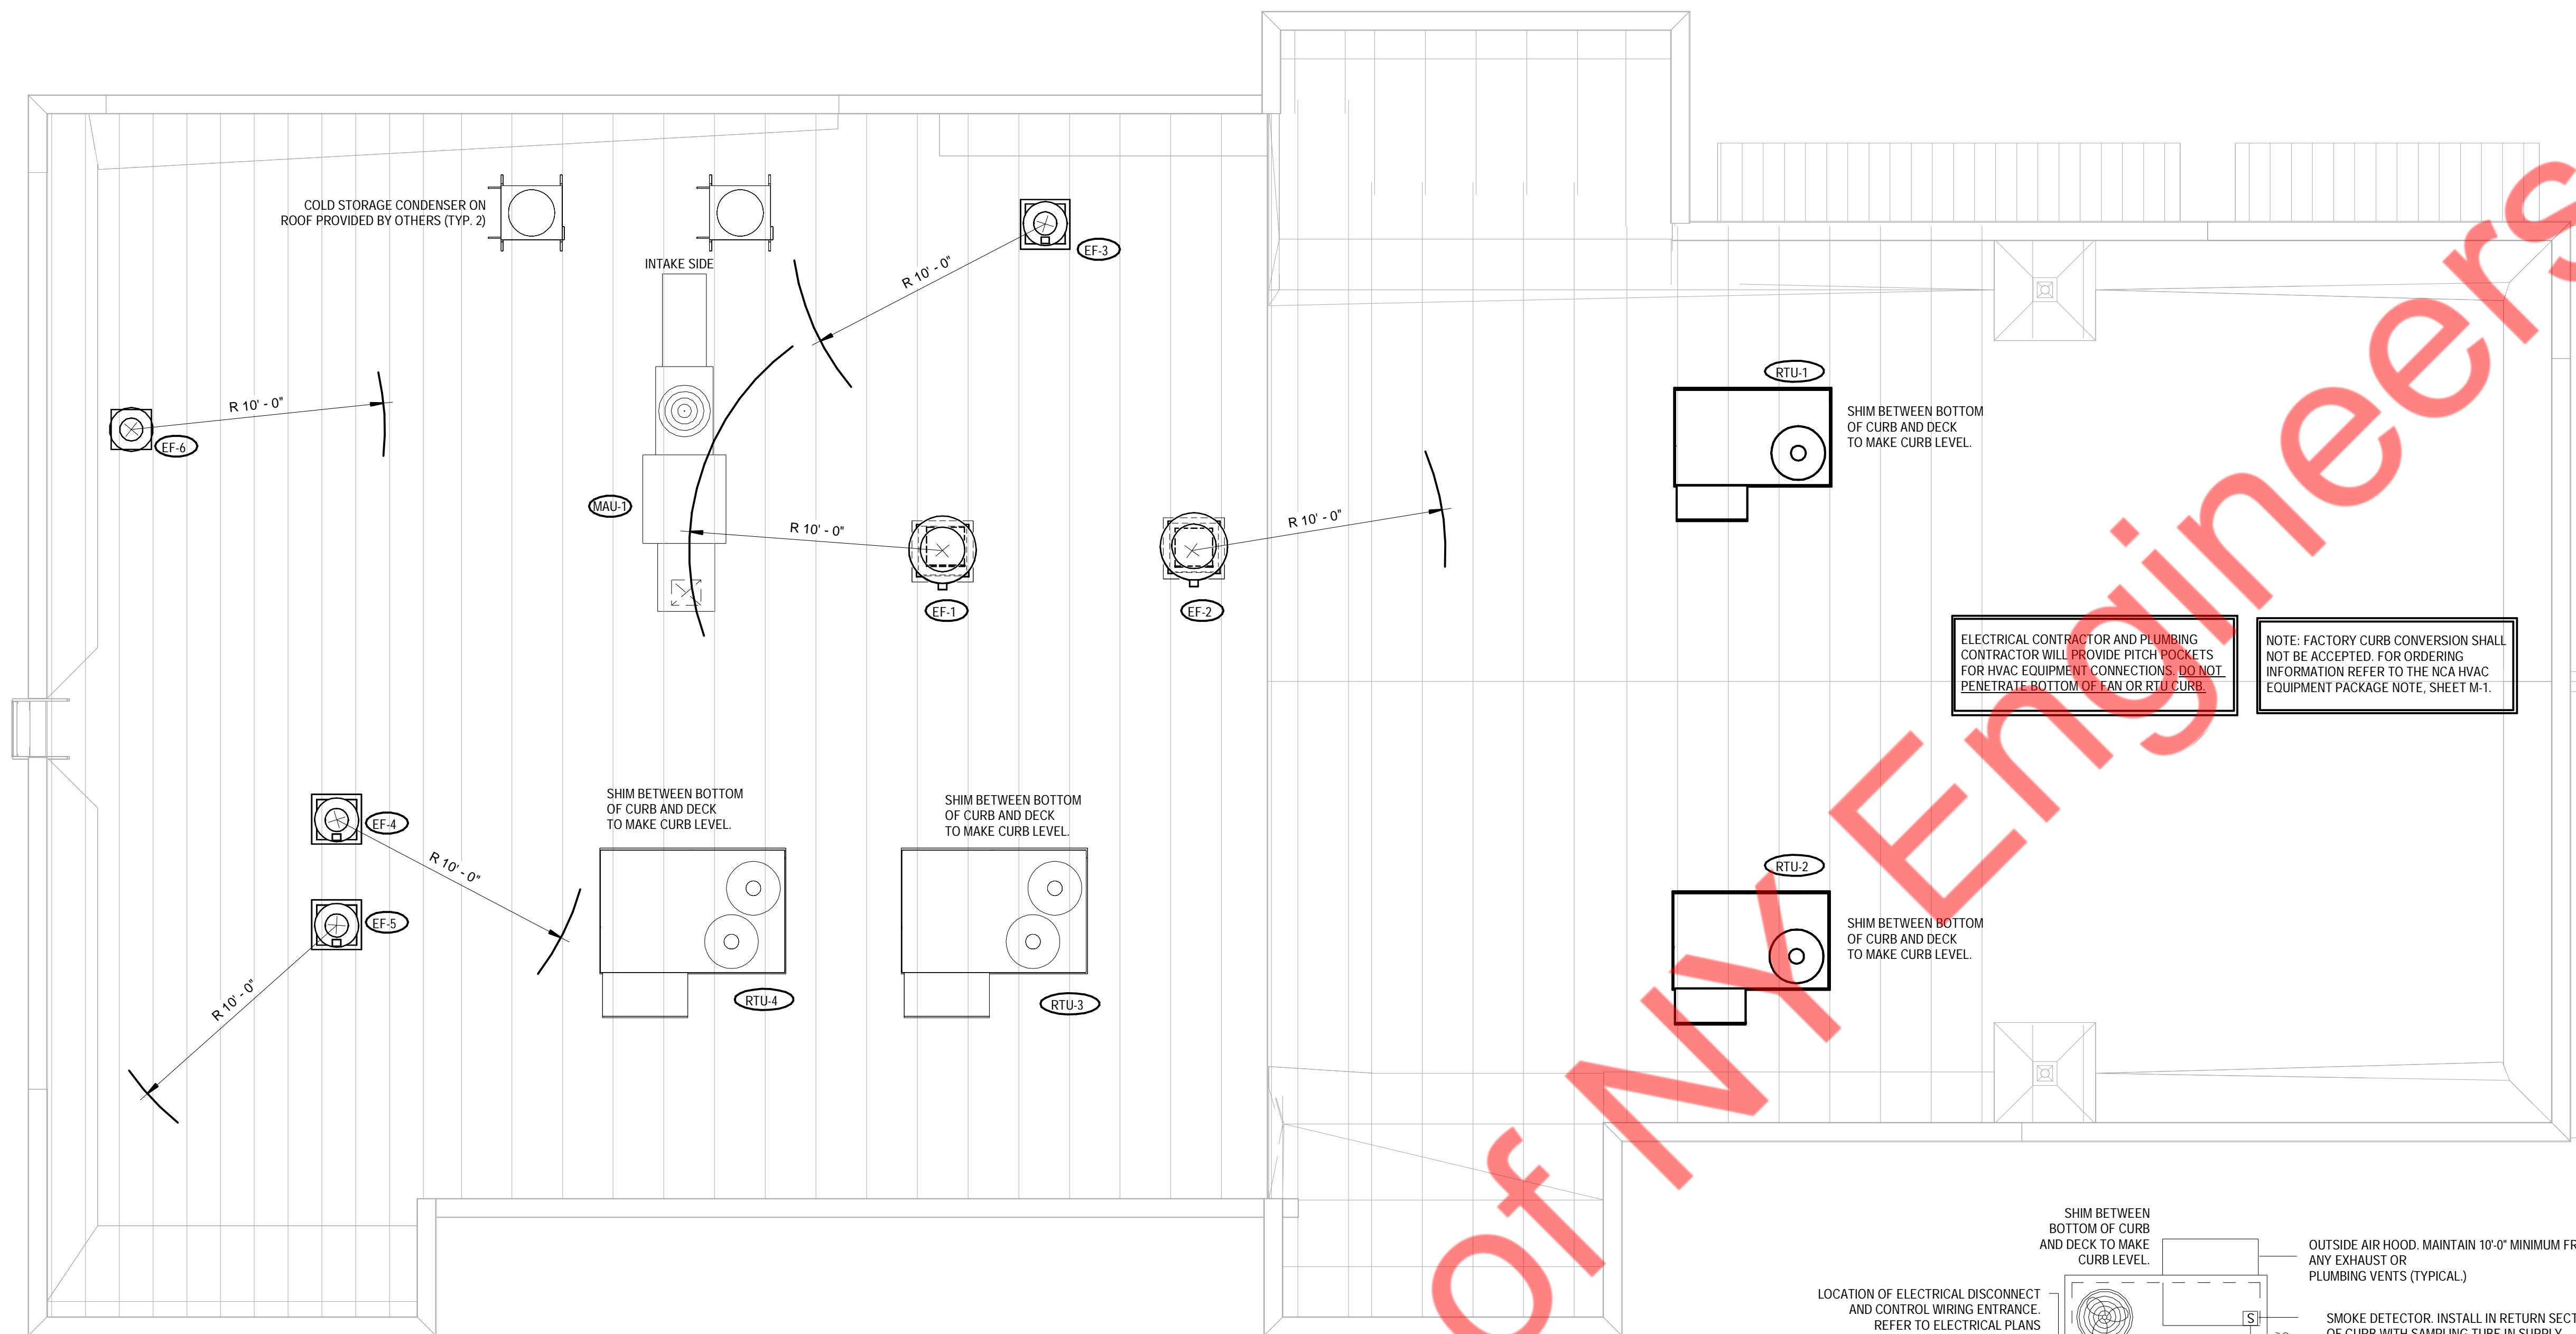 COLD STORAGE CONDENSER ON
ROOF PROVIDED BY OTHERS (TYP. 2)
INTAKE SIDE
EF-3
R 10' - 0"
R 10' - 0"
EF-6
MAU-1
R 10' - 0"
EF-1
R 10' - 0"
EF-2
RTU-1
SHIM BETWEEN BOTTOM
OF CURB AND DECK
TO MAKE CURB LEVEL.
ELECTRICAL CONTRACTOR AND PLUMBING
CONTRACTOR WILL PROVIDE PITCH POCKETS
FOR HVAC EQUIPMENT CONNECTIONS. DO NOT
PENETRATE BOTTOM OF FAN OR RTU CURB.
NOTE: FACTORY CURB CONVERSION SHALL
NOT BE ACCEPTED. FOR ORDERING
INFORMATION REFER TO THE NCA HVAC
EQUIPMENT PACKAGE NOTE, SHEET M-1.
EF-4
R 10' - 0"
EF-5
R 10' - 0"
SHIM BETWEEN BOTTOM
OF CURB AND DECK
TO MAKE CURB LEVEL.
RTU-4
SHIM BETWEEN BOTTOM
OF CURB AND DECK
TO MAKE CURB LEVEL.
RTU-3
RTU-2
SHIM BETWEEN BOTTOM
OF CURB AND DECK
TO MAKE CURB LEVEL.
of NY Engineers
SHIM BETWEEN
BOTTOM OF CURB
AND DECK TO MAKE
CURB LEVEL.
OUTSIDE AIR HOOD. MAINTAIN 10'-0" MINIMUM FR
ANY EXHAUST OR
PLUMBING VENTS (TYPICAL.)
LOCATION OF ELECTRICAL DISCONNECT
AND CONTROL WIRING ENTRANCE.
REFER TO ELECTRICAL PLANS
S
SMOKE DETECTOR. INSTALL IN RETURN SECT
OF CURB WITH SAMPLING TUBE IN SUPPLY